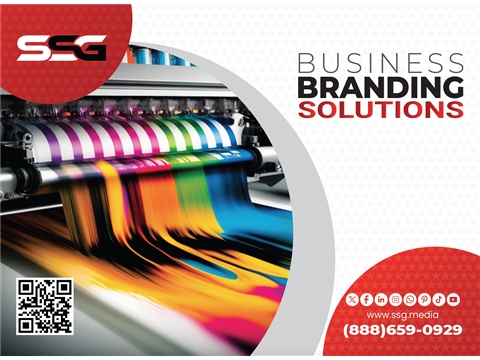 SSG
BUSINESS
BRANDING
SOLUTIONS
www.ssg.media
(888)659-0929